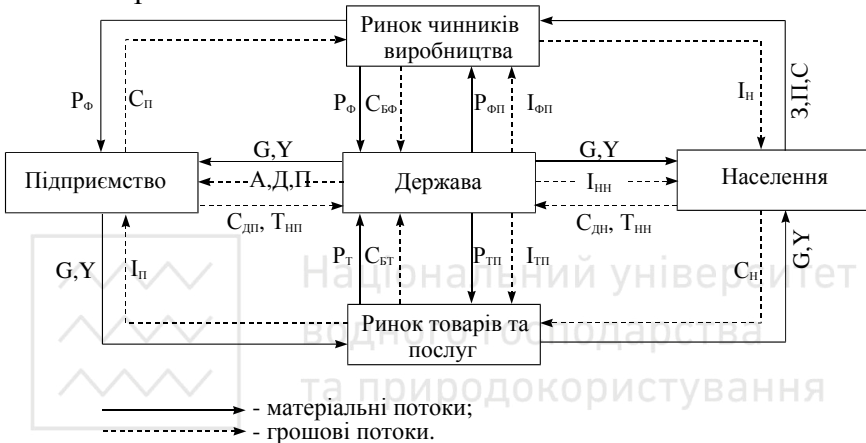 Ринок чинників
виробництва
Р_Ф
С_П
Р_Ф
С_БФ
Р_ФП
І_ФП
І_Н
З,П,С
G,Y
G,Y
Підприємство
А,Д,П
Держава
І_НН
Населення
С_ДП, Т_НП
С_ДН, Т_НН
G,Y
І_П
Р_Т
С_БТ
Р_ТП
І_ТП
С_Н
G,Y
Національний університет
водного господарства
та природокористування
Ринок товарів та
послуг
- матеріальні потоки;
- грошові потоки.